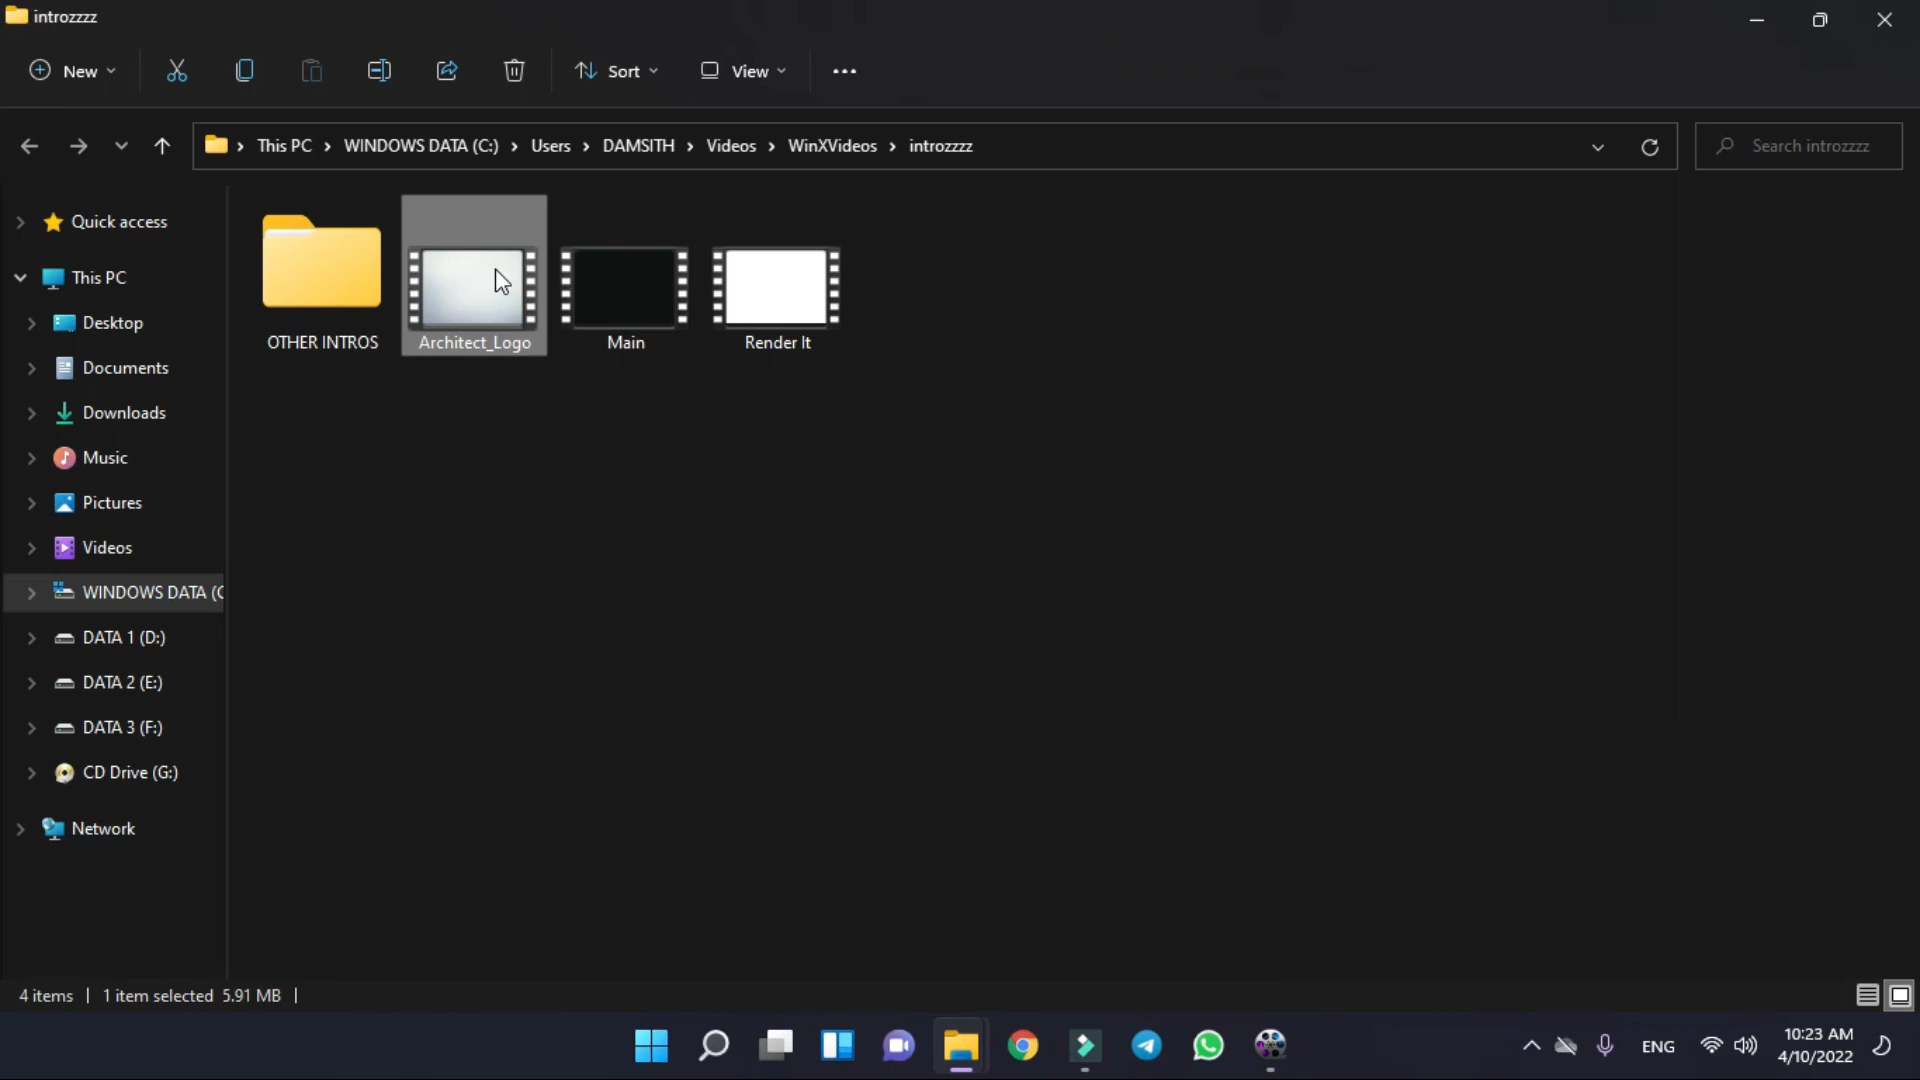 introzzzz
New
Sort
View
This PC
WINDOWS DATA (C:)
Users
DAMSITH
Videos
WinXVideos
introzzzz
Search introzzzz
Quick access
This PC
Desktop
Documents
Downloads
Music
Pictures
Videos
WINDOWS DATA (C
DATA 1 (D:)
DATA 2 (E:)
DATA 3 (F:)
CD Drive (G:)
Network
OTHER INTROS
Architect_Logo
Main
Render It
4 items
1 item selected 5.91 MB
ENG
10:23 AM
4/10/2022